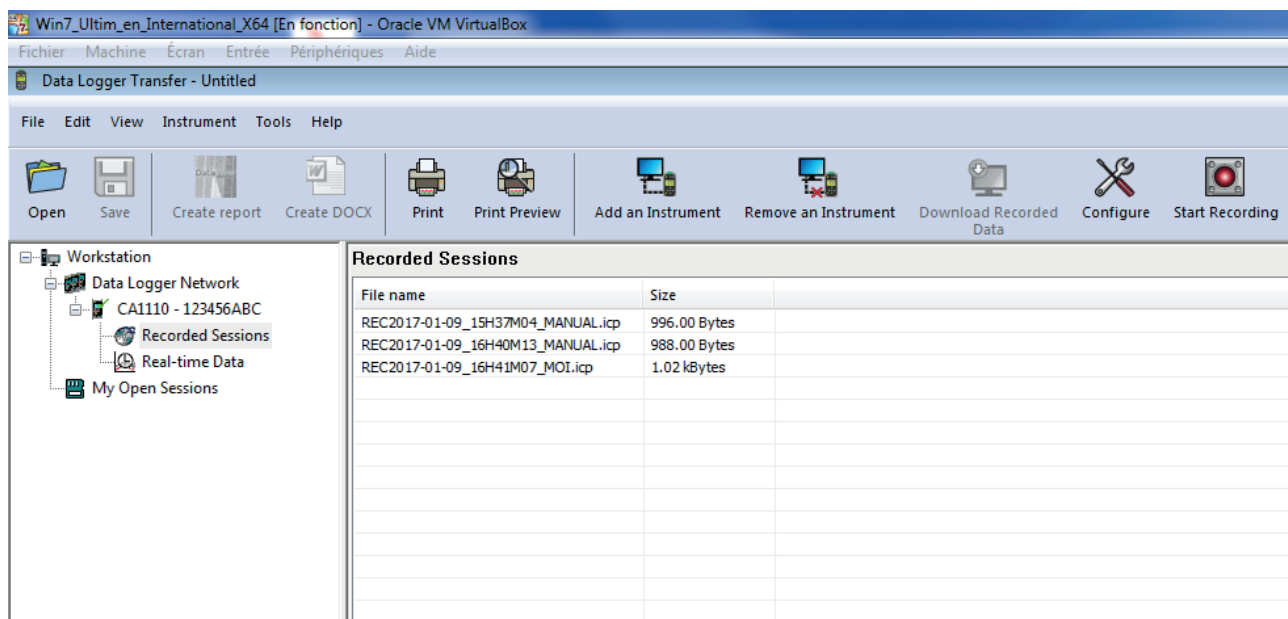 Win7_Ultim_en_International_X64 [En fonction] - Oracle VM VirtualBox
Fichier Machine Écran Entrée Périphériques Aide
Data Logger Transfer - Untitled
File Edit View Instrument Tools Help
Open Save Create report Create DOCX Print Print Preview Add an Instrument Remove an Instrument Download Recorded Configure Start Recording
Data
Workstation
Data Logger Network
CA1110 - 123456ABC
Recorded Sessions
Real-time Data
My Open Sessions
Recorded Sessions
File name Size
REC2017-01-09_15H37M04_MANUAL.icp 996.00 Bytes
REC2017-01-09_16H40M13_MANUAL.icp 988.00 Bytes
REC2017-01-09_16H41M07_MOI.icp 1.02 kBytes